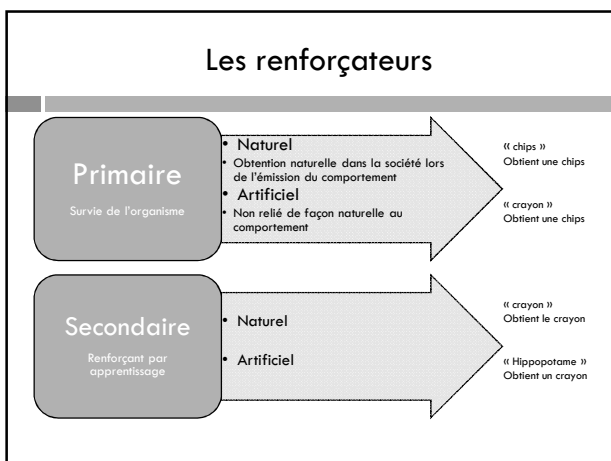 Les renforçateurs
Primaire
Survie de l'organisme
• Naturel
• Obtention naturelle dans la société lors
de l'émission du comportement
• Artificiel
• Non relié de façon naturelle au
comportement
« chips »
Obtient une chips
« crayon »
Obtient une chips
Secondaire
Renforçant par
apprentissage
• Naturel
• Artificiel
« crayon »
Obtient le crayon
« Hippopotame »
Obtient un crayon